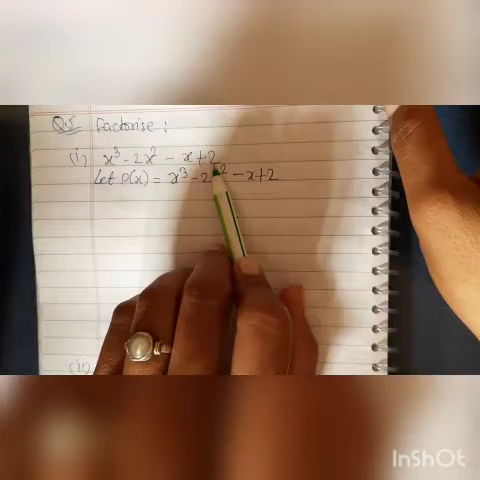 Q5 Factorise:
(i) x³ - 2x² - x + 2
Let p(x) = x³ - 2x² - x + 2
(ii)
InShOt